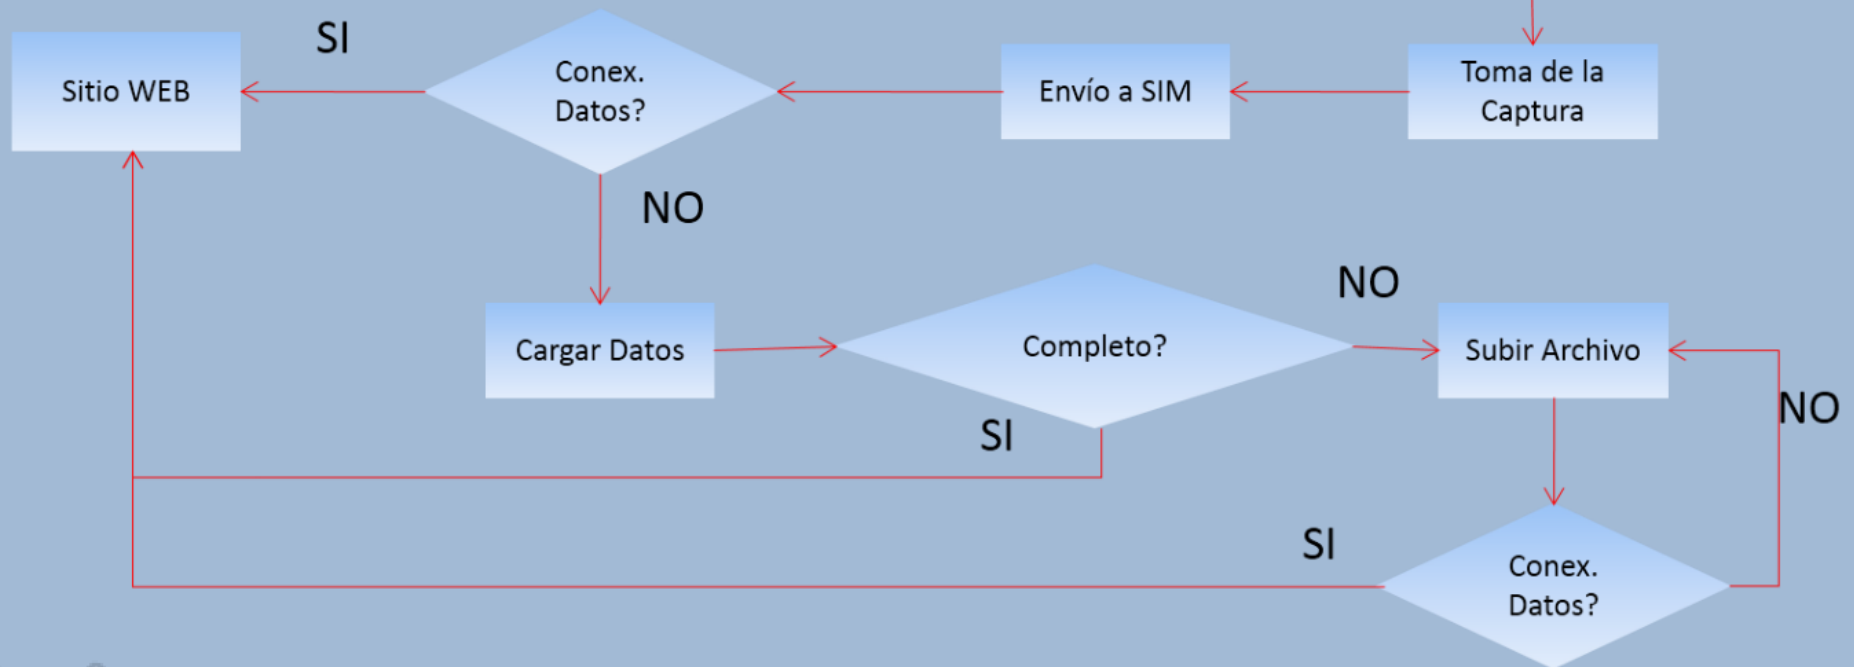 SI
Sitio WEB
Conex.
Datos?
Envío a SIM
Toma de la
Captura
NO
Cargar Datos
Completo?
NO
Subir Archivo
NO
SI
SI
Conex.
Datos?